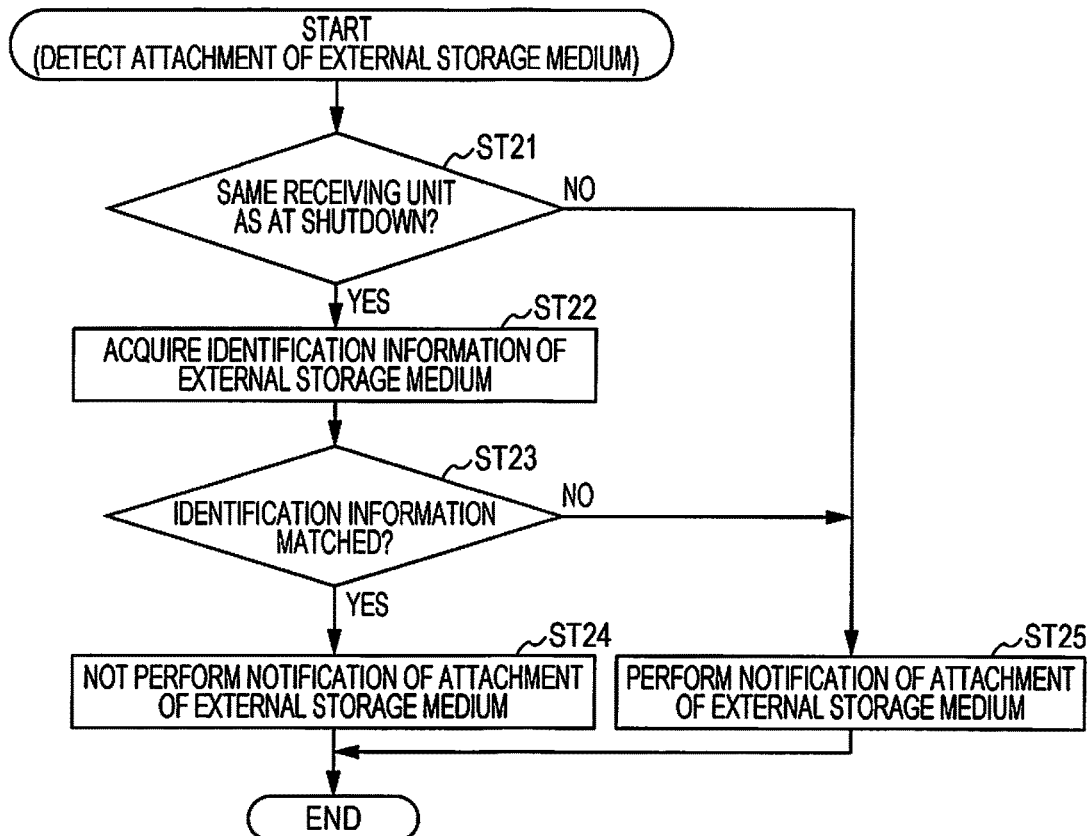 START
(DETECT ATTACHMENT OF EXTERNAL STORAGE MEDIUM)
ST21
SAME RECEIVING UNIT
AS AT SHUTDOWN?
NO
YES
ST22
ACQUIRE IDENTIFICATION INFORMATION OF
EXTERNAL STORAGE MEDIUM
ST23
IDENTIFICATION INFORMATION
MATCHED?
NO
YES
ST24
NOT PERFORM NOTIFICATION OF ATTACHMENT
OF EXTERNAL STORAGE MEDIUM
ST25
PERFORM NOTIFICATION OF ATTACHMENT
OF EXTERNAL STORAGE MEDIUM
END